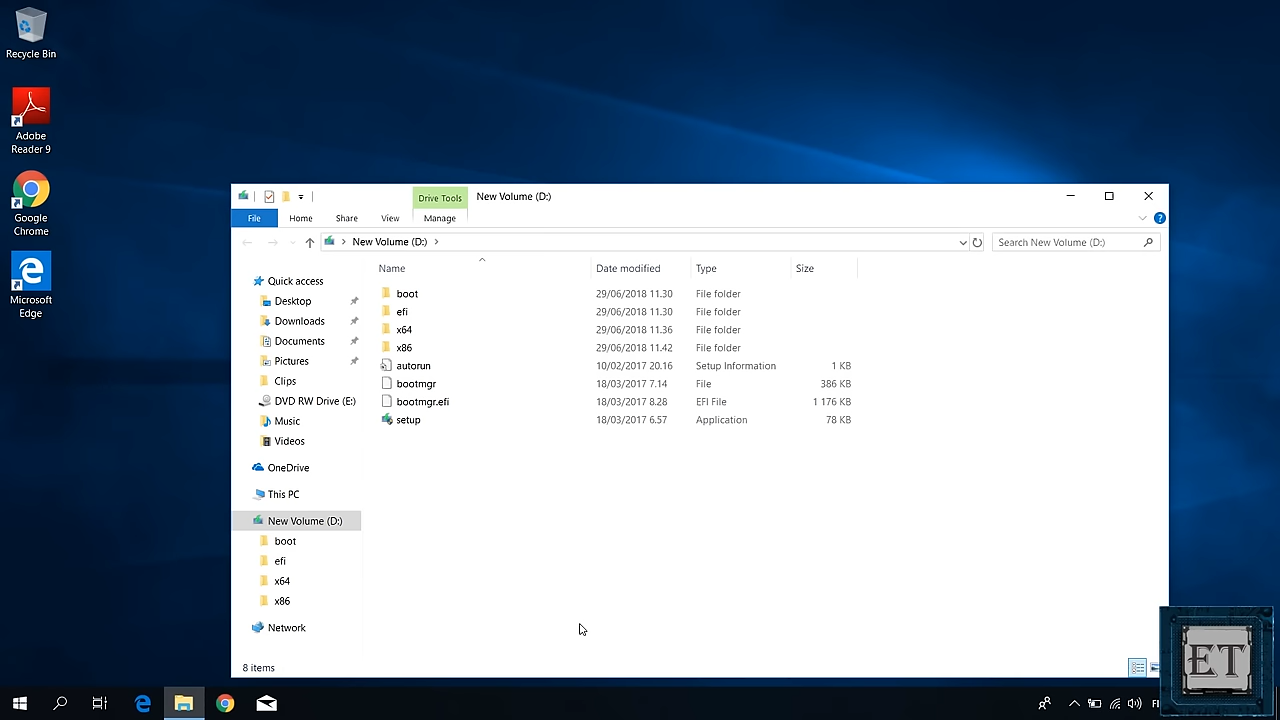 Recycle Bin
Adobe
Reader 9
Google
Chrome
Microsoft
Edge
Drive Tools
New Volume (D:)
File
Home
Share
View
Manage
New Volume (D:)
Search New Volume (D:)
Name
Date modified
Type
Size
Quick access
Desktop
Downloads
Documents
Pictures
Clips
DVD RW Drive (E:)
Music
Videos
OneDrive
This PC
New Volume (D:)
boot
efi
x64
x86
Network
boot 29/06/2018 11.30 File folder
efi 29/06/2018 11.30 File folder
x64 29/06/2018 11.36 File folder
x86 29/06/2018 11.42 File folder
autorun 10/02/2017 20.16 Setup Information 1 KB
bootmgr 18/03/2017 7.14 File 386 KB
bootmgr.efi 18/03/2017 8.28 EFI File 1 176 KB
setup 18/03/2017 6.57 Application 78 KB
8 items
ET